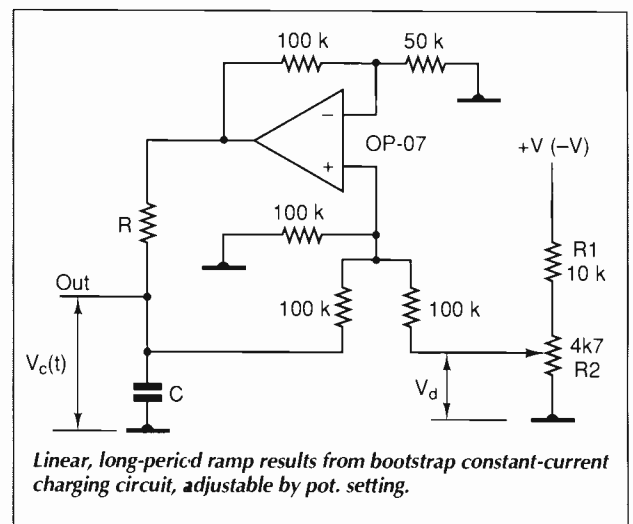 100 k
50 k
OP-07
+V (–V)
100 k
R
R1
10 k
Out
100 k
100 k
4k7
R2
Vc(t)
Vd
C
Linear, long-peric·d ramp results from bootstrap constant-current
charging circuit, adjustable by pot. setting.